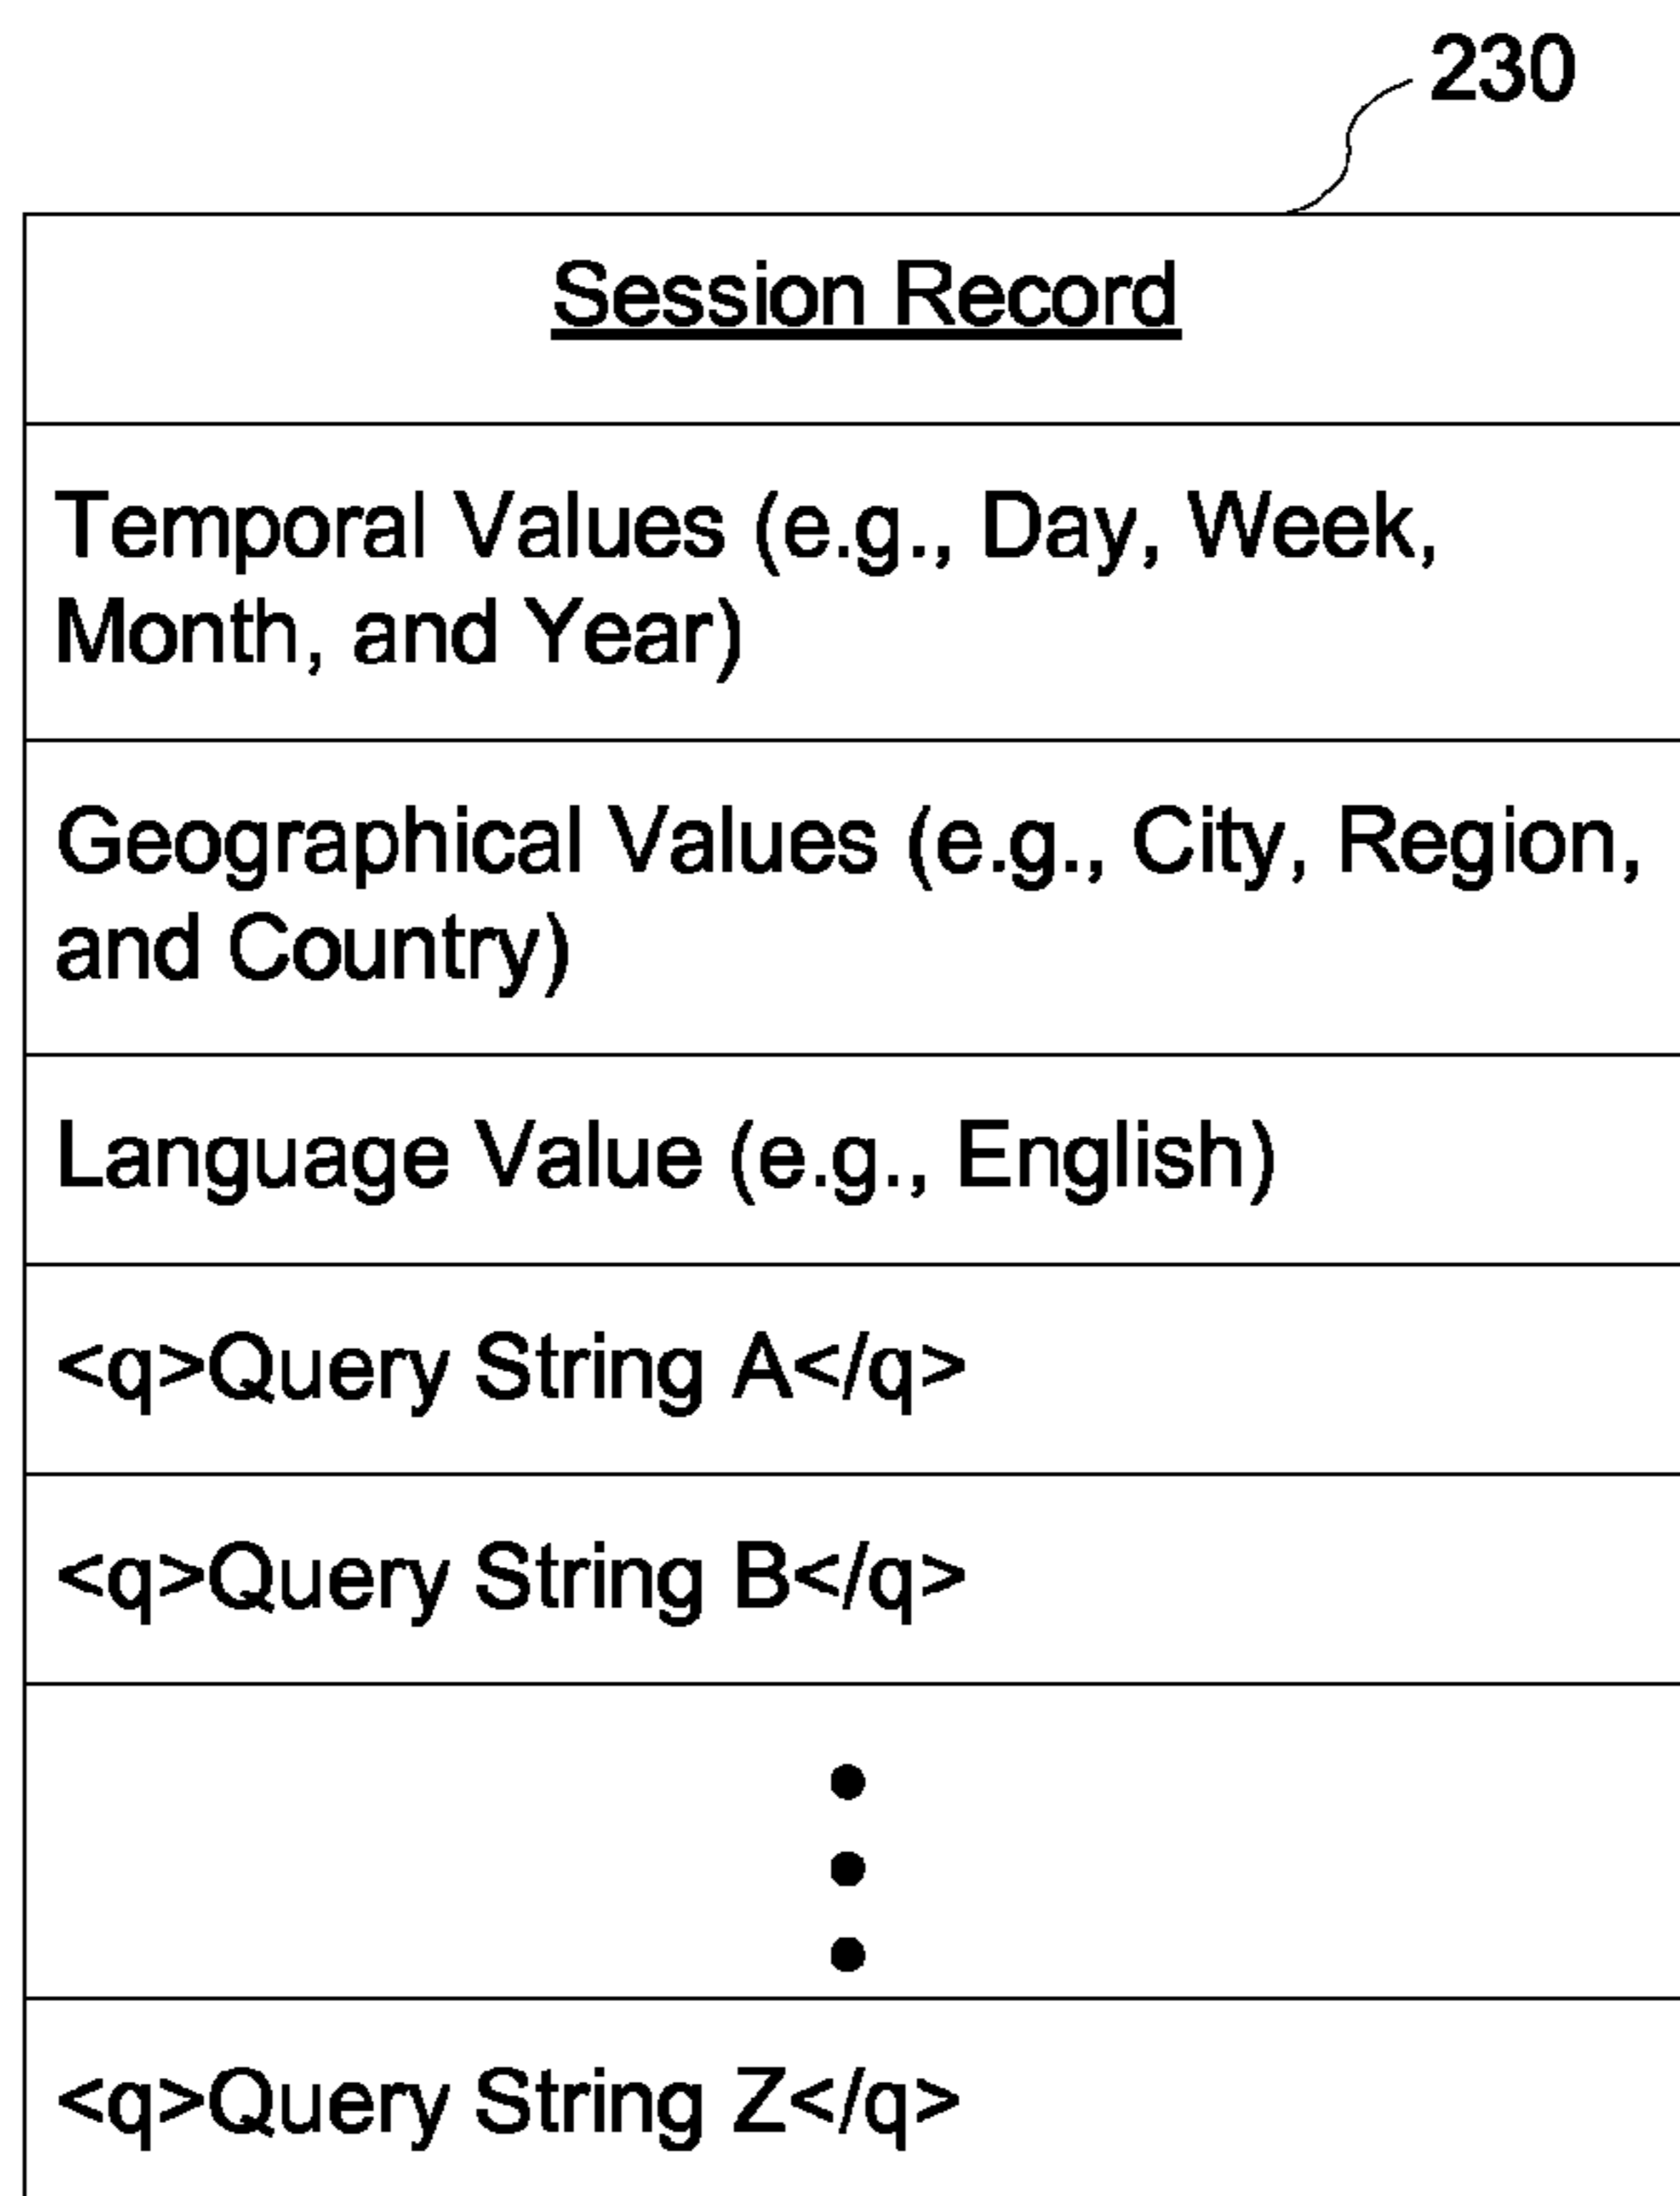 230
Session Record
Temporal Values (e.g., Day, Week,
Month, and Year)
Geographical Values (e.g., City, Region,
and Country)
Language Value (e.g., English)
<q>Query String A</q>
<q>Query String B</q>
<q>Query String Z</q>